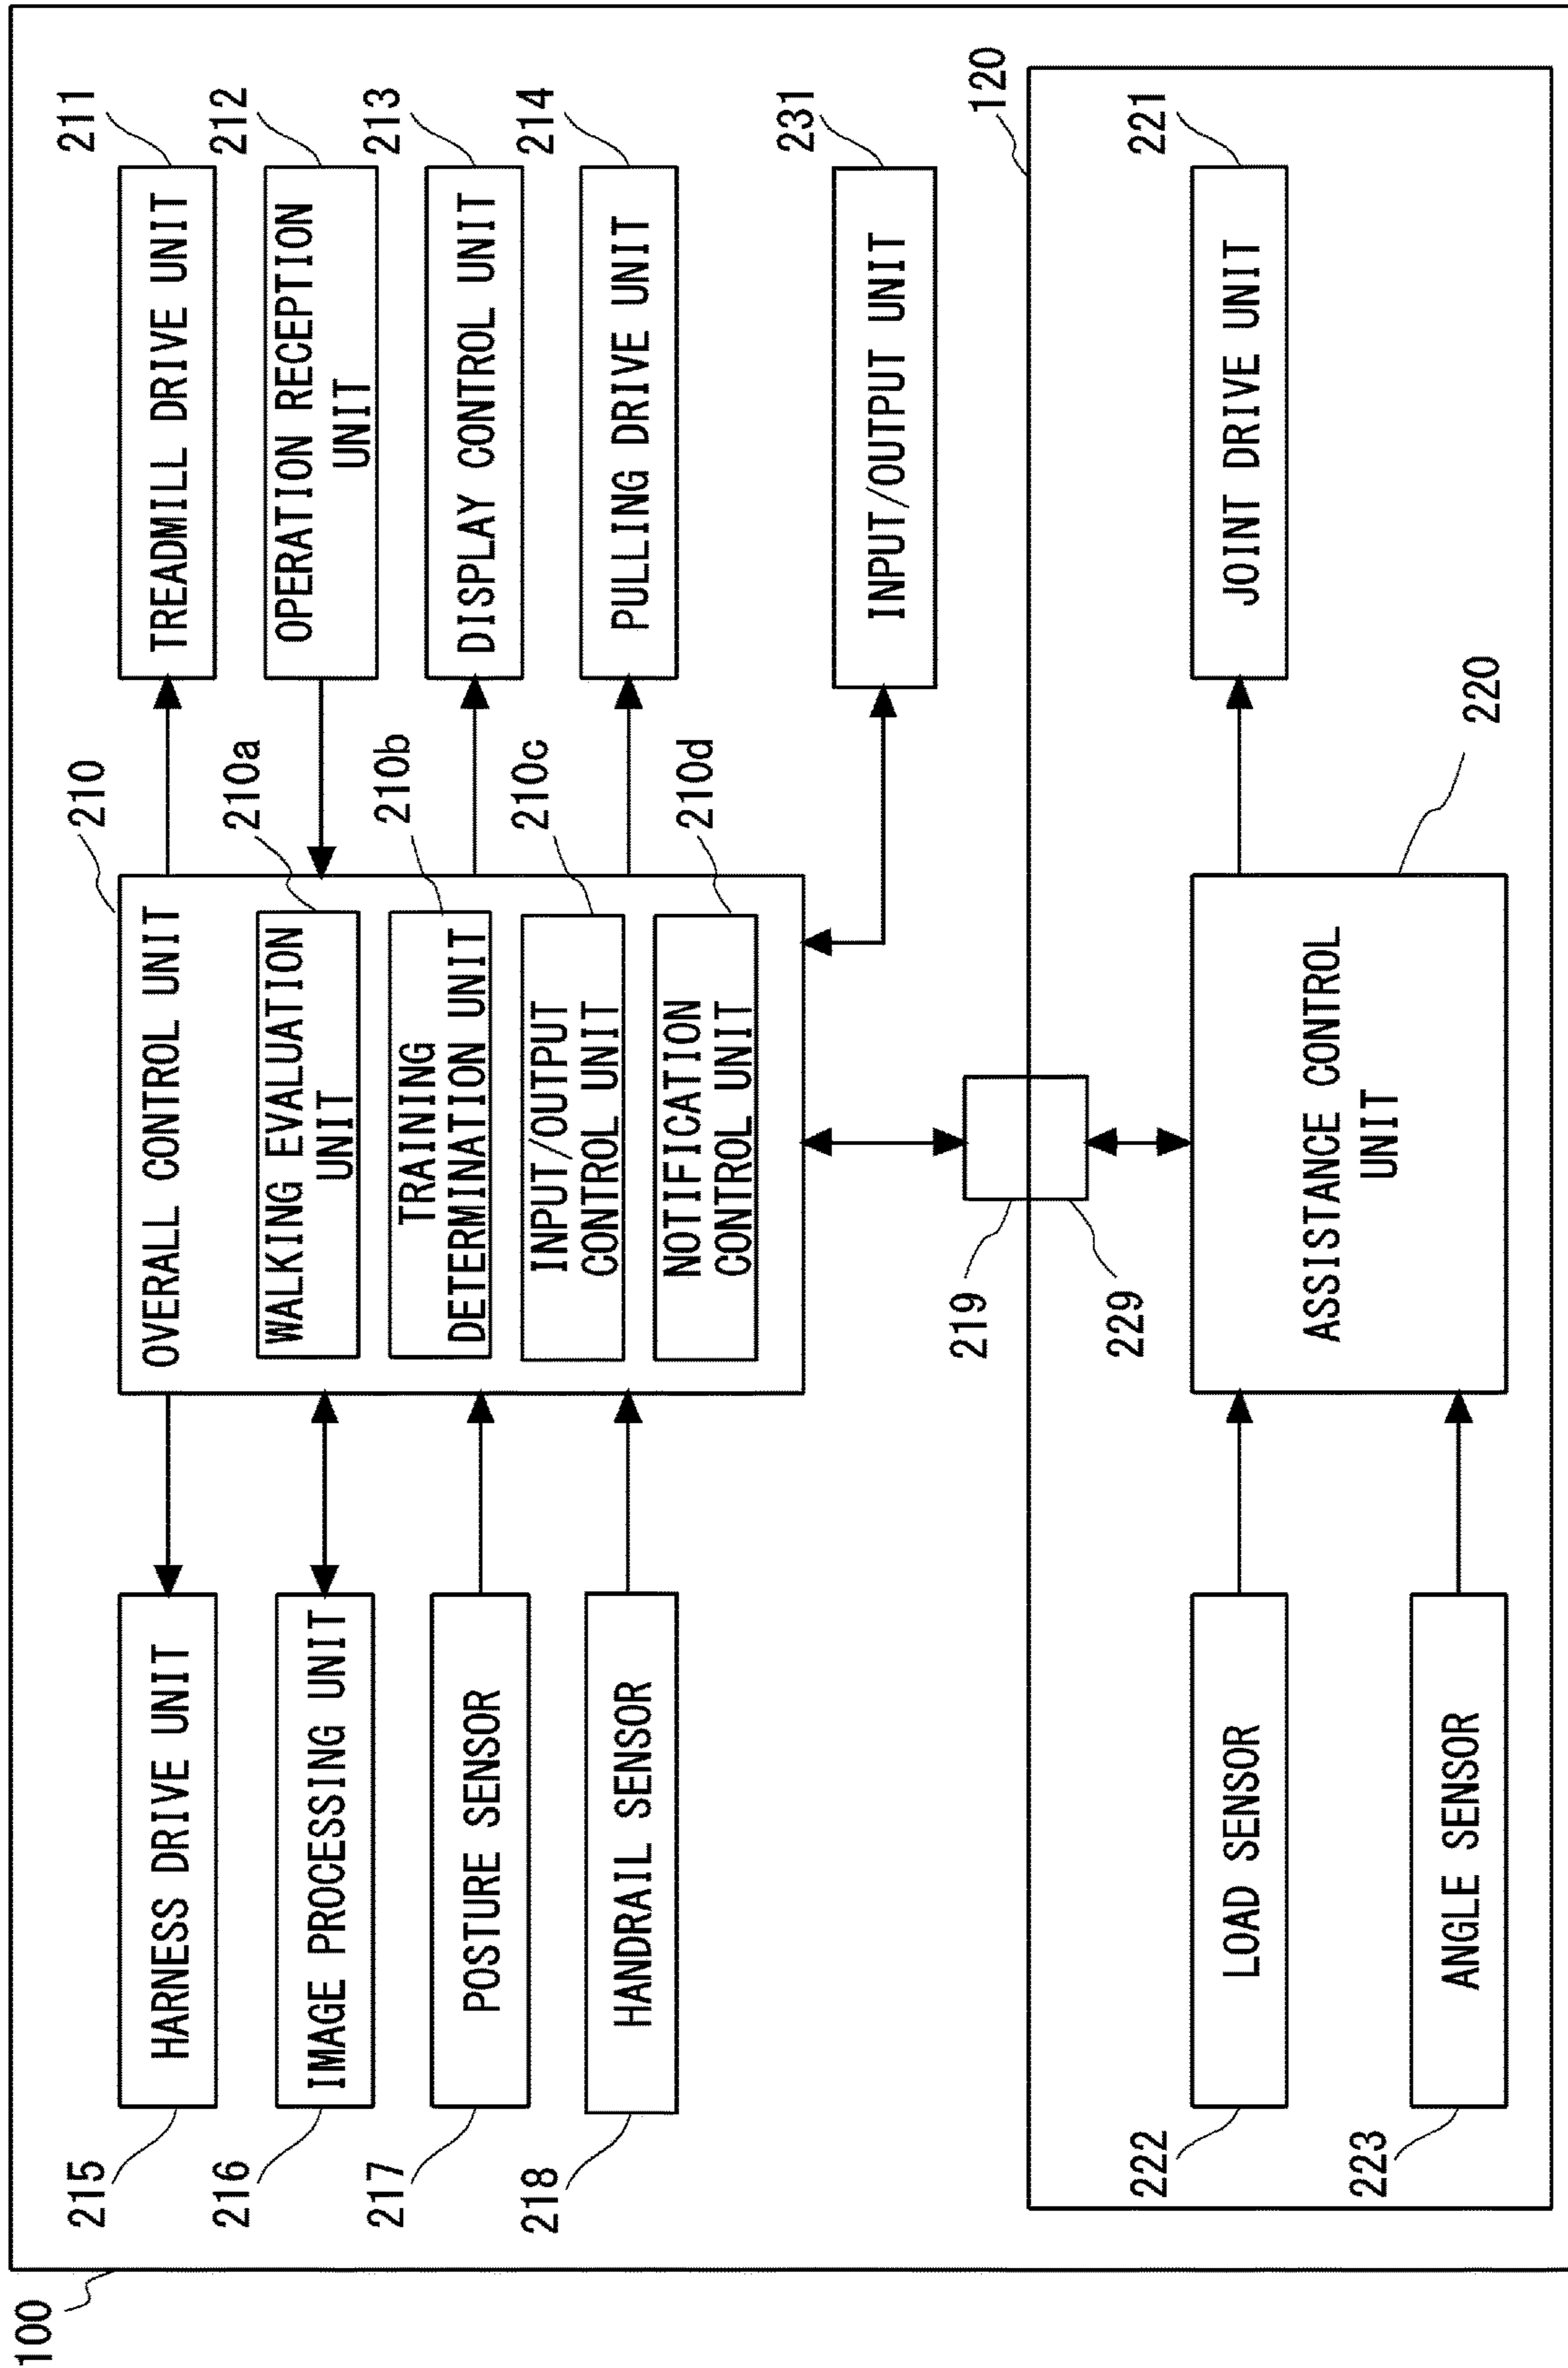 100
215
HARNESS DRIVE UNIT
216
IMAGE PROCESSING UNIT
217
POSTURE SENSOR
218
HANDRAIL SENSOR
210
OVERALL CONTROL UNIT
210a
WALKING EVALUATION
UNIT
210b
TRAINING
DETERMINATION UNIT
210c
INPUT/OUTPUT
CONTROL UNIT
210d
NOTIFICATION
CONTROL UNIT
211
TREADMILL DRIVE UNIT
212
OPERATION RECEPTION
UNIT
213
DISPLAY CONTROL UNIT
214
PULLING DRIVE UNIT
231
INPUT/OUTPUT UNIT
219
229
120
222
LOAD SENSOR
223
ANGLE SENSOR
220
ASSISTANCE CONTROL
UNIT
221
JOINT DRIVE UNIT